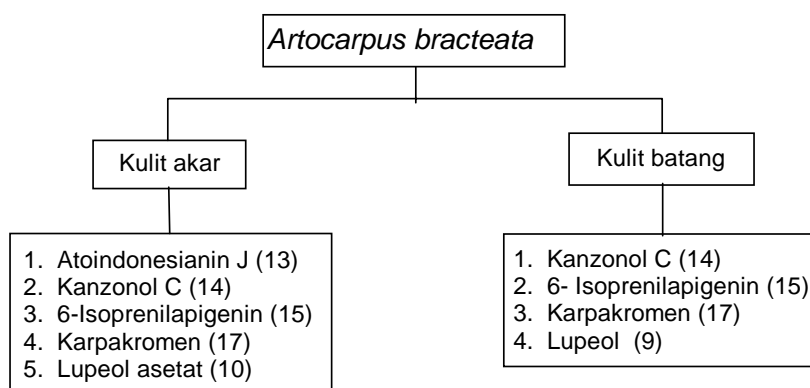 Artocarpus bracteata
Kulit akar
Kulit batang
1. Atoindonesianin J (13)
2. Kanzonol C (14)
3. 6-Isoprenilapigenin (15)
4. Karpakromen (17)
5. Lupeol asetat (10)
1. Kanzonol C (14)
2. 6- Isoprenilapigenin (15)
3. Karpakromen (17)
4. Lupeol (9)